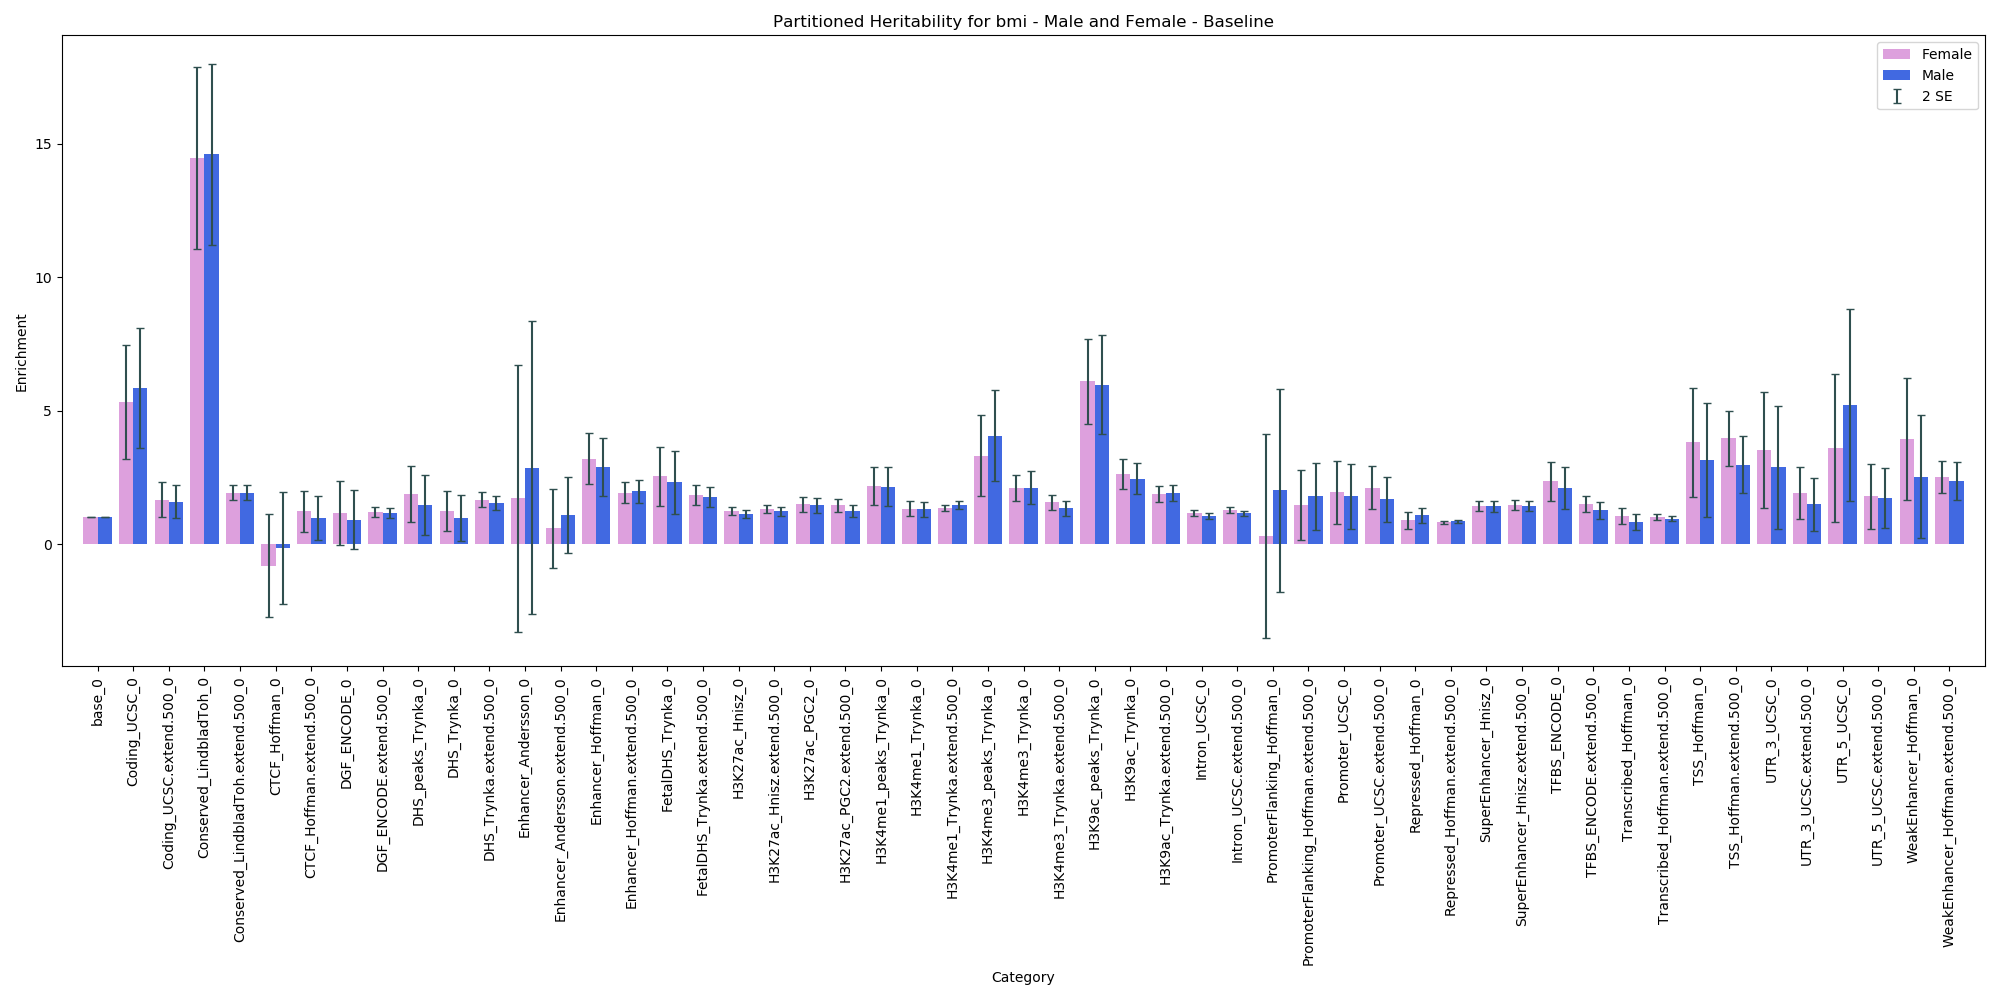 Partitioned Heritability for bmi - Male and Female - Baseline
Female
Male
2 SE
Enrichment
15
10
5
0
base_0
Coding_UCSC_0
Coding_UCSC.extend.500_0
Conserved_LindbladToh_0
Conserved_LindbladToh.extend.500_0
CTCF_Hoffman_0
CTCF_Hoffman.extend.500_0
DGF_ENCODE_0
DGF_ENCODE.extend.500_0
DHS_peaks_Trynka_0
DHS_Trynka_0
DHS_Trynka.extend.500_0
Enhancer_Andersson_0
Enhancer_Andersson.extend.500_0
Enhancer_Hoffman_0
Enhancer_Hoffman.extend.500_0
FetalDHS_Trynka_0
FetalDHS_Trynka.extend.500_0
H3K27ac_Hnisz_0
H3K27ac_Hnisz.extend.500_0
H3K27ac_PGC2_0
H3K27ac_PGC2.extend.500_0
H3K4me1_peaks_Trynka_0
H3K4me1_Trynka_0
H3K4me1_Trynka.extend.500_0
H3K4me3_peaks_Trynka_0
H3K4me3_Trynka_0
H3K4me3_Trynka.extend.500_0
H3K9ac_peaks_Trynka_0
H3K9ac_Trynka_0
H3K9ac_Trynka.extend.500_0
Intron_UCSC_0
Intron_UCSC.extend.500_0
PromoterFlanking_Hoffman_0
PromoterFlanking_Hoffman.extend.500_0
Promoter_UCSC_0
Promoter_UCSC.extend.500_0
Repressed_Hoffman_0
Repressed_Hoffman.extend.500_0
SuperEnhancer_Hnisz_0
SuperEnhancer_Hnisz.extend.500_0
TFBS_ENCODE_0
TFBS_ENCODE.extend.500_0
Transcribed_Hoffman_0
Transcribed_Hoffman.extend.500_0
TSS_Hoffman_0
TSS_Hoffman.extend.500_0
UTR_3_UCSC_0
UTR_3_UCSC.extend.500_0
UTR_5_UCSC_0
UTR_5_UCSC.extend.500_0
WeakEnhancer_Hoffman_0
WeakEnhancer_Hoffman.extend.500_0
Category